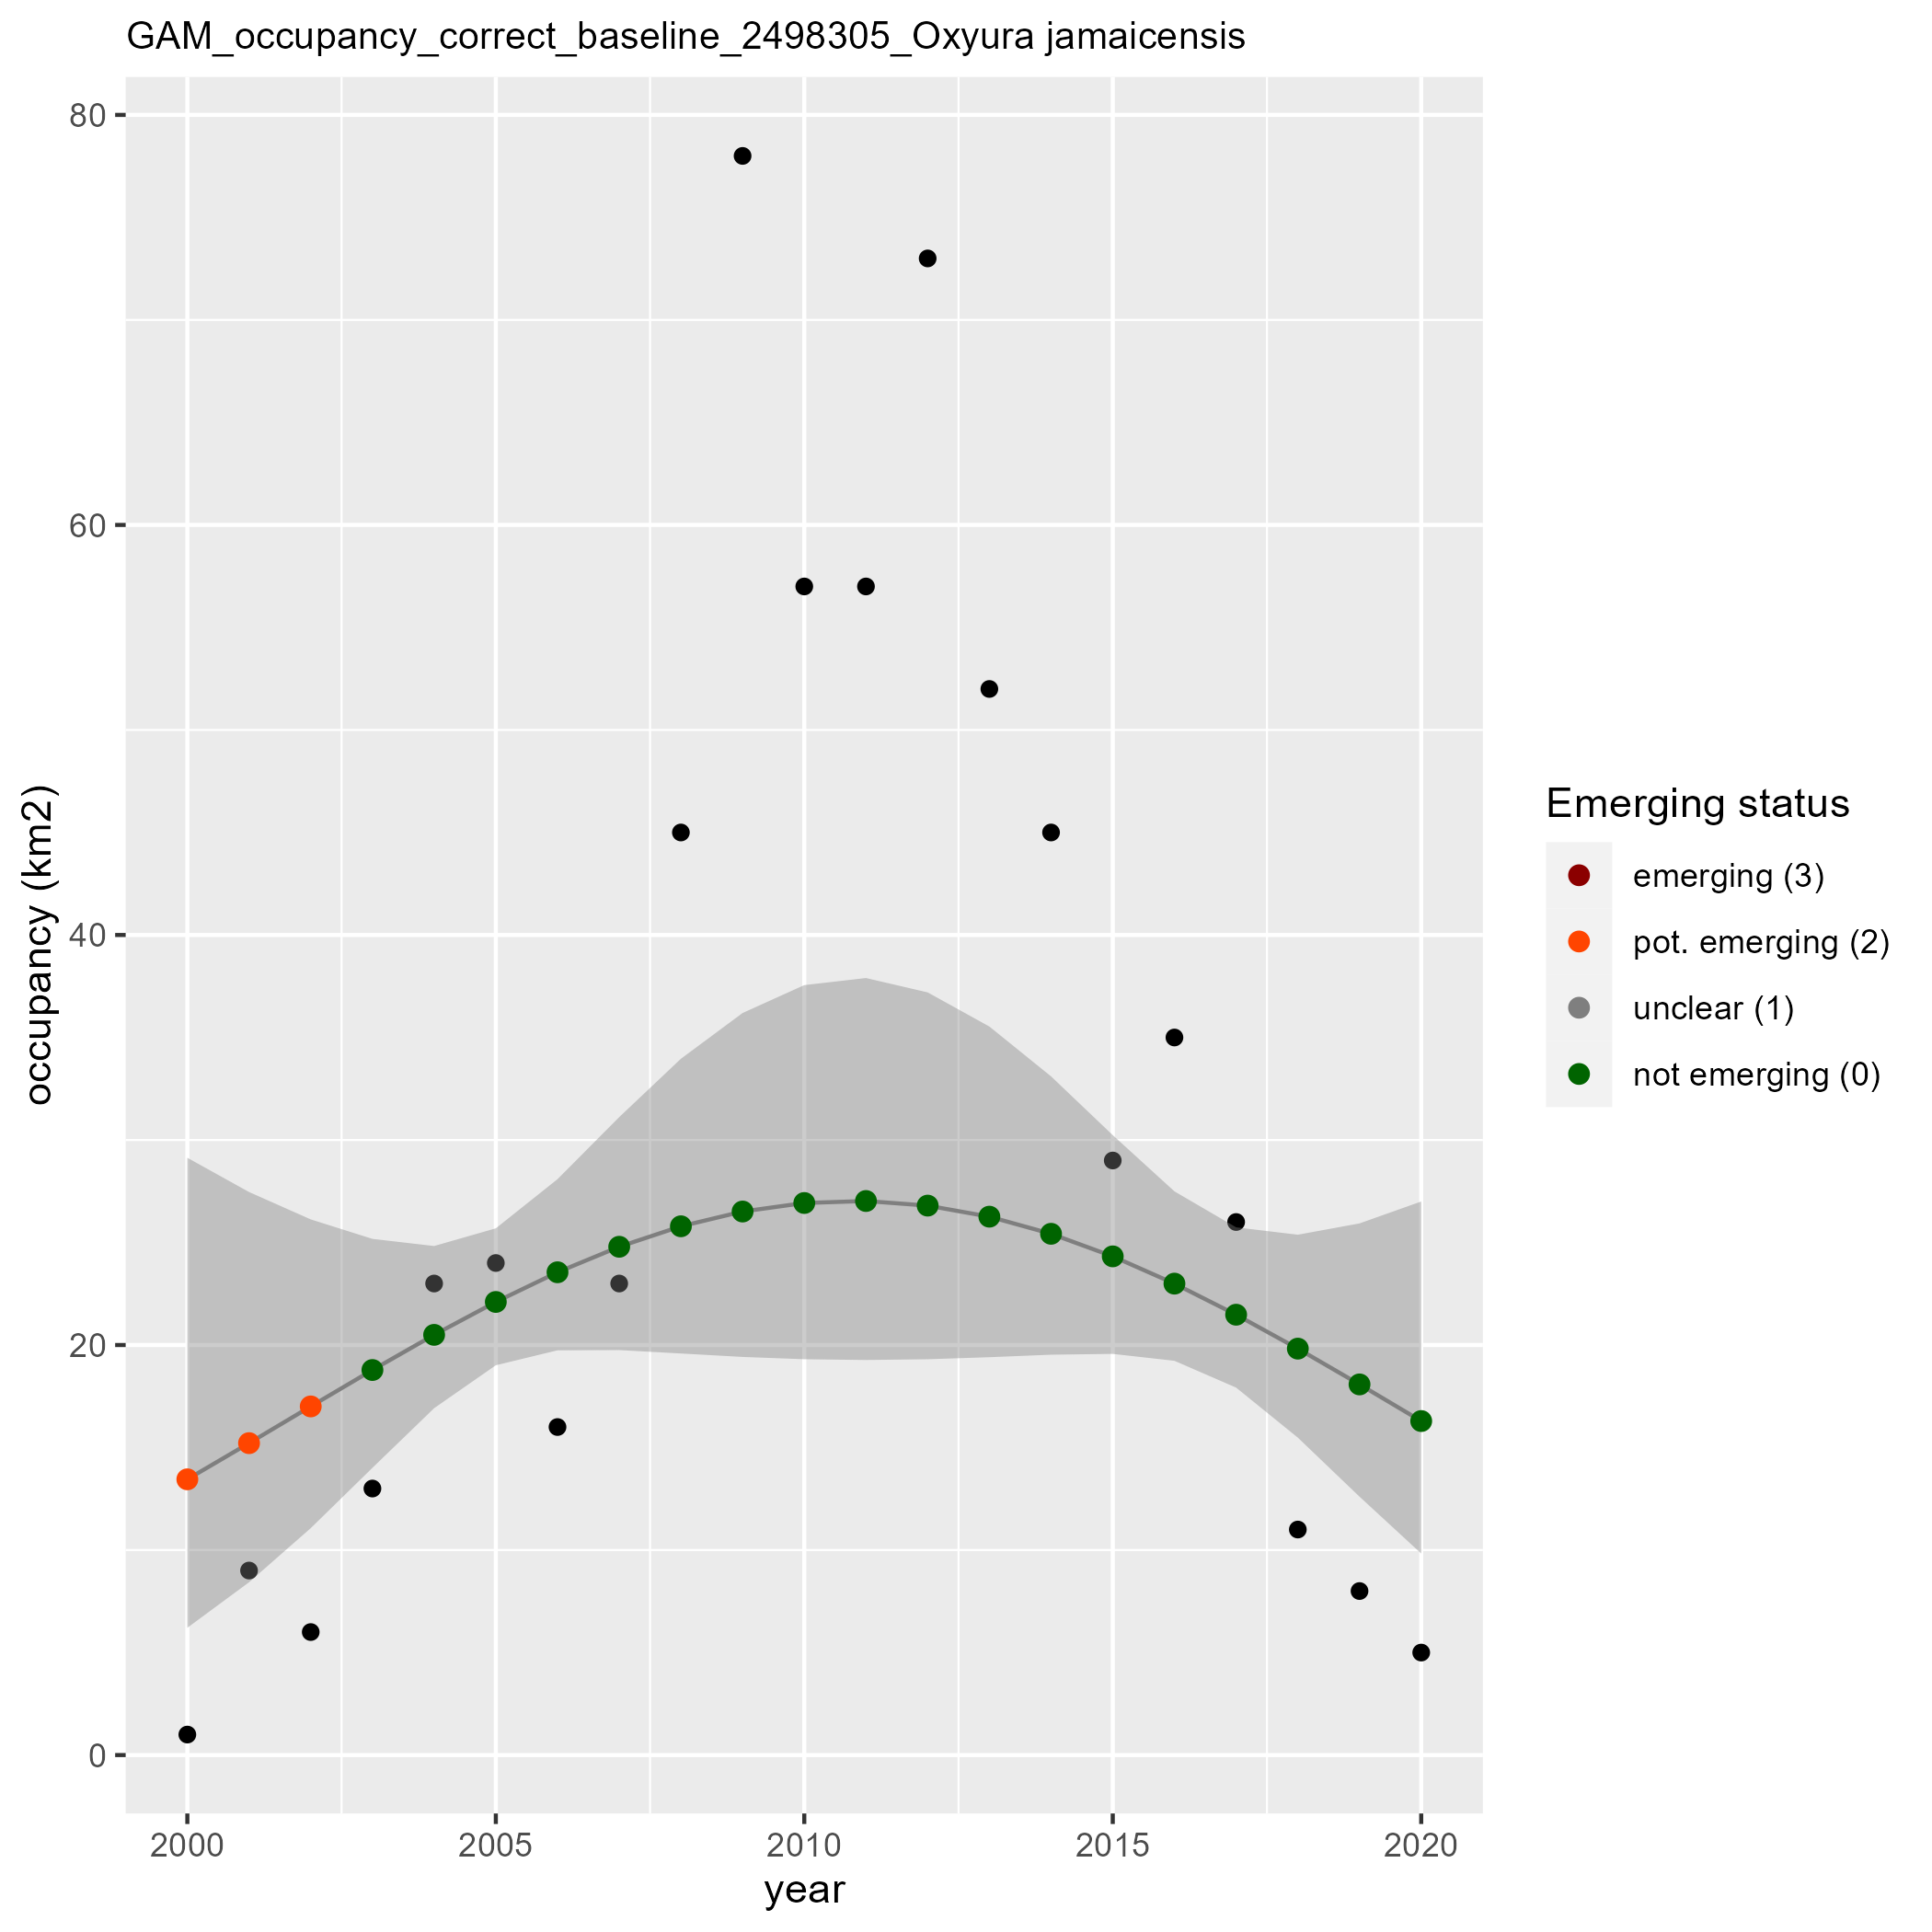 GAM_occupancy_correct_baseline_2498305_Oxyura jamaicensis
80
60
40
20
0
occupancy (km2)
2000 2005 2010 2015 2020
year
Emerging status
emerging (3)
pot. emerging (2)
unclear (1)
not emerging (0)